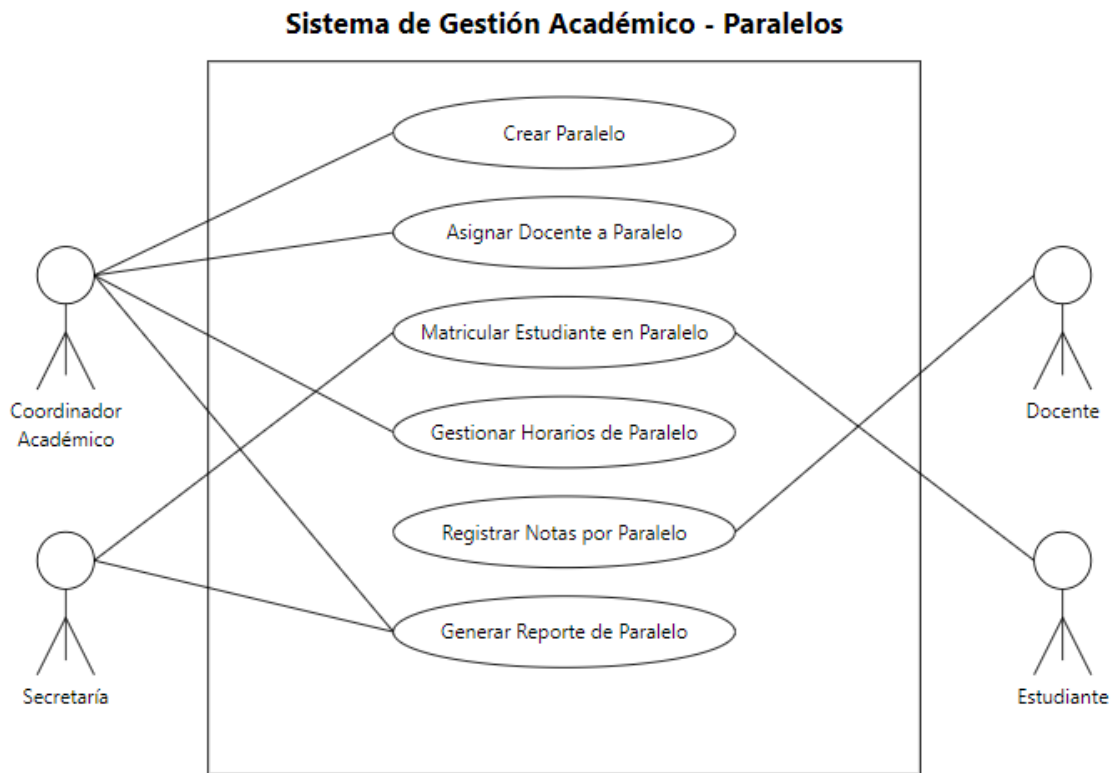 Sistema de Gestión Académico - Paralelos
Crear Paralelo
Asignar Docente a Paralelo
Matricular Estudiante en Paralelo
Gestionar Horarios de Paralelo
Registrar Notas por Paralelo
Generar Reporte de Paralelo
Coordinador
Académico
Secretaría
Docente
Estudiante